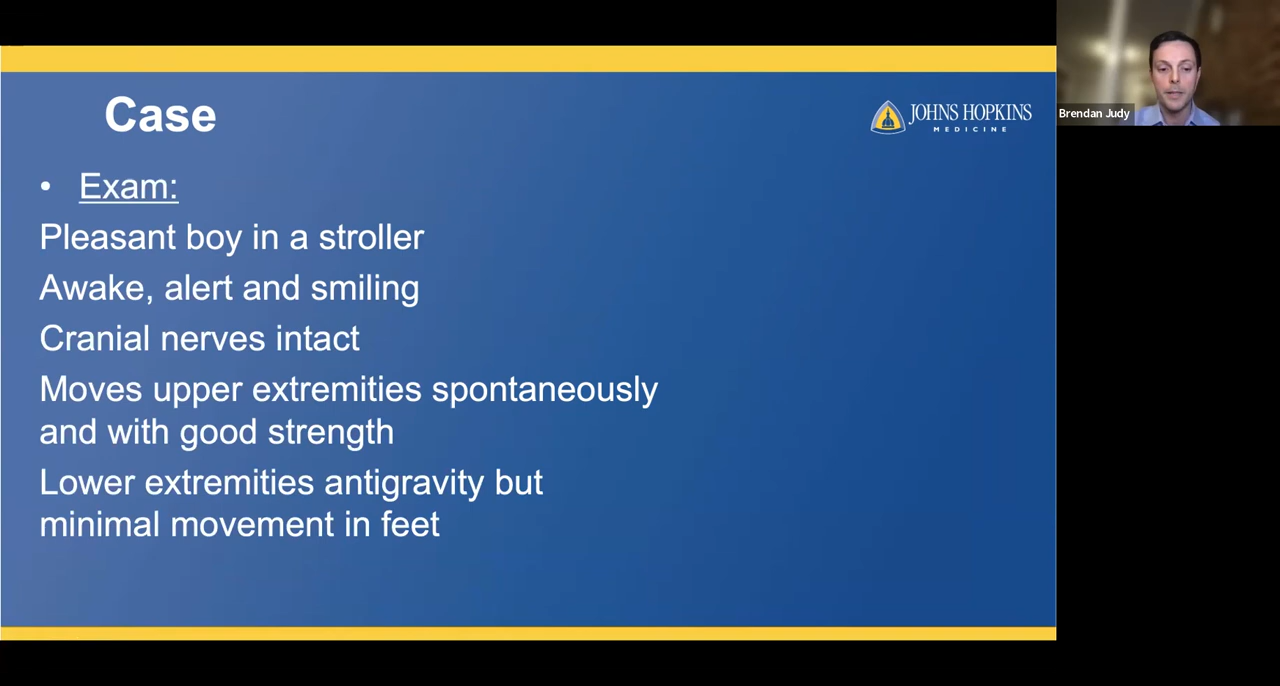 Case
JOHNS HOPKINS
MEDICINE
Brendan Judy
• Exam:
Pleasant boy in a stroller
Awake, alert and smiling
Cranial nerves intact
Moves upper extremities spontaneously
and with good strength
Lower extremities antigravity but
minimal movement in feet